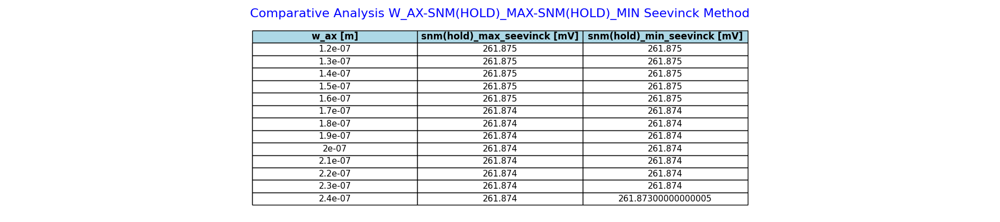 Comparative Analysis W_AX-SNM(HOLD)_MAX-SNM(HOLD)_MIN Seevinck Method
w_ax [m] snm(hold)_max_seevinck [mV] snm(hold)_min_seevinck [mV]
1.2e-07 261.875 261.875
1.3e-07 261.875 261.875
1.4e-07 261.875 261.875
1.5e-07 261.875 261.875
1.6e-07 261.875 261.875
1.7e-07 261.874 261.874
1.8e-07 261.874 261.874
1.9e-07 261.874 261.874
2e-07 261.874 261.874
2.1e-07 261.874 261.874
2.2e-07 261.874 261.874
2.3e-07 261.874 261.874
2.4e-07 261.874 261.87300000000005